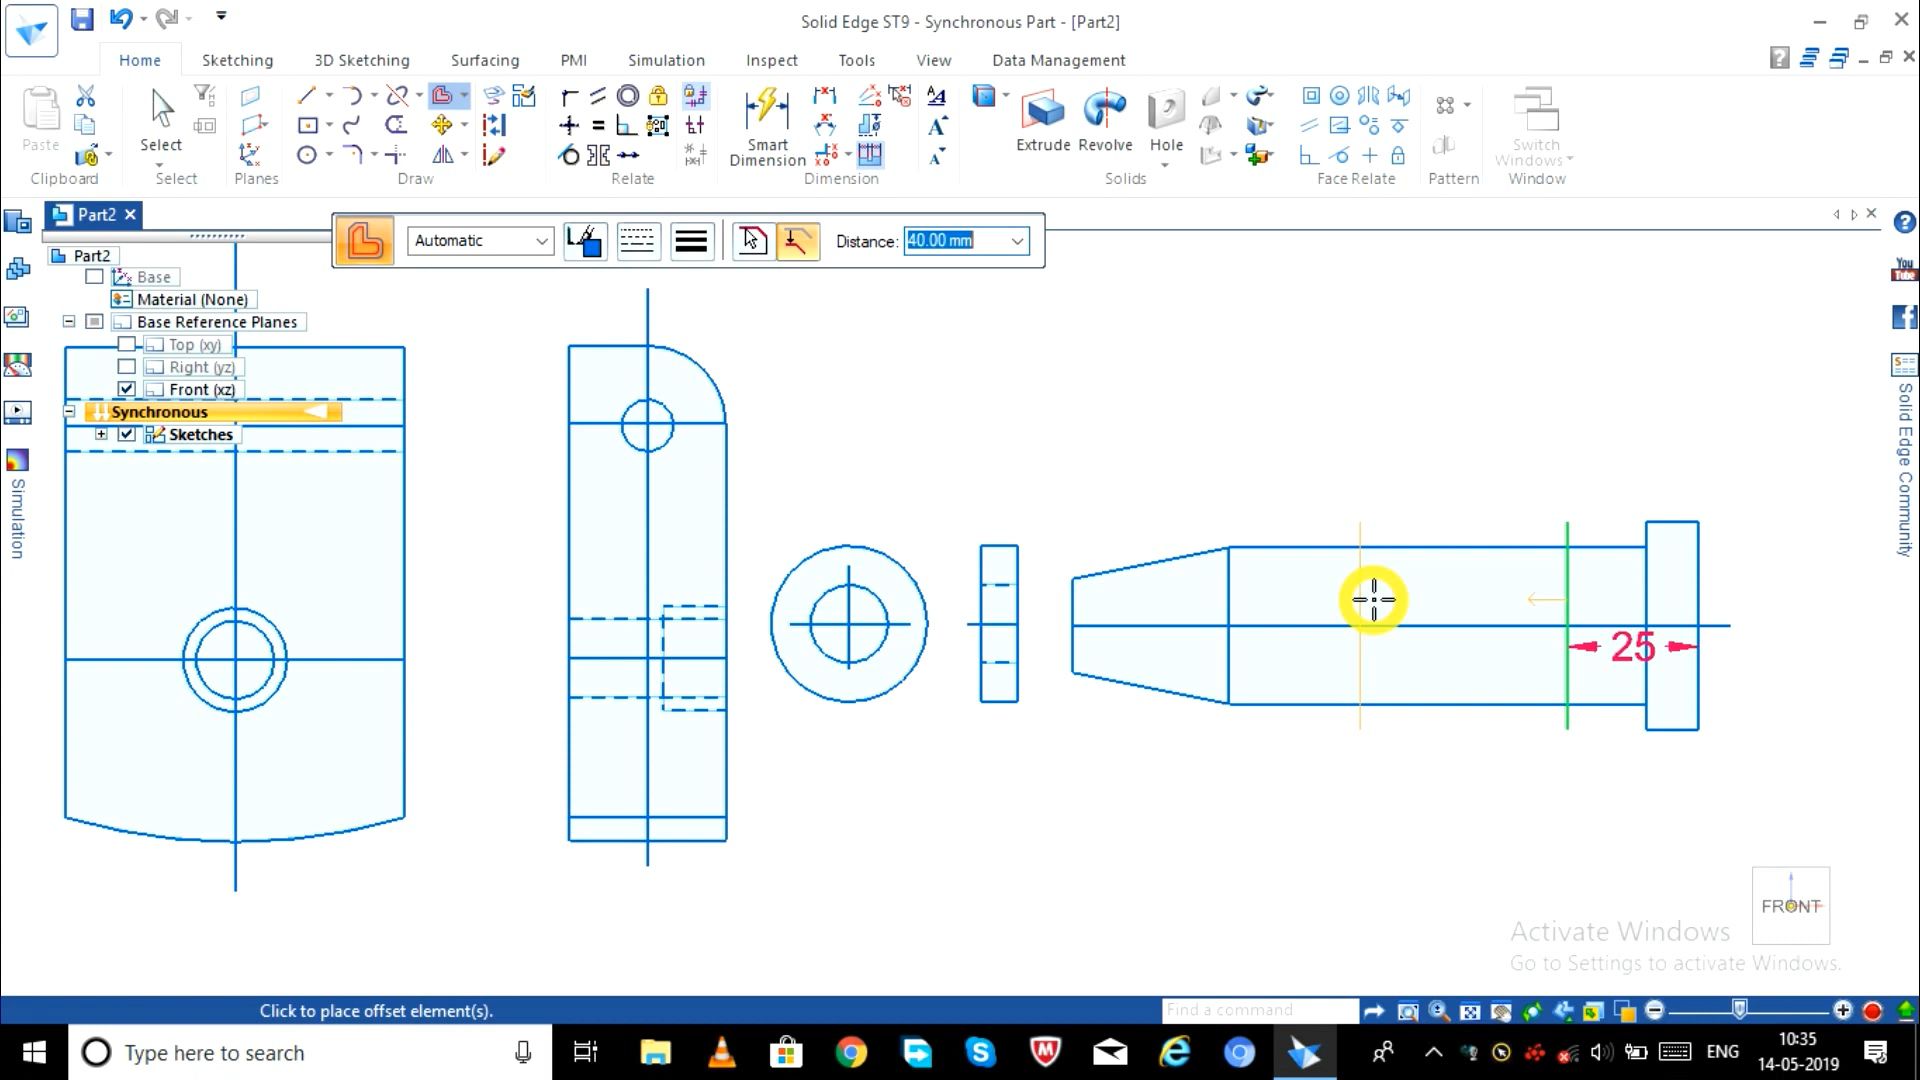 Solid Edge ST9 - Synchronous Part - [Part2]
Home Sketching 3D Sketching Surfacing PMI Simulation Inspect Tools View Data Management
Paste
Select
Smart Dimension
Extrude Revolve Hole
Switch Windows
Clipboard Select Planes Draw Relate Dimension Solids Face Relate Pattern Window
Part2
Automatic
Distance: 40.00 mm
Part2
Base
Material (None)
Base Reference Planes
Top (xy)
Right (yz)
Front (xz)
Synchronous
Sketches
Simulation
You
Tube
Solid Edge Community
25
FRONT
Activate Windows
Go to Settings to activate Windows.
Click to place offset element(s).
Find a command
Type here to search
ENG
10:35
14-05-2019